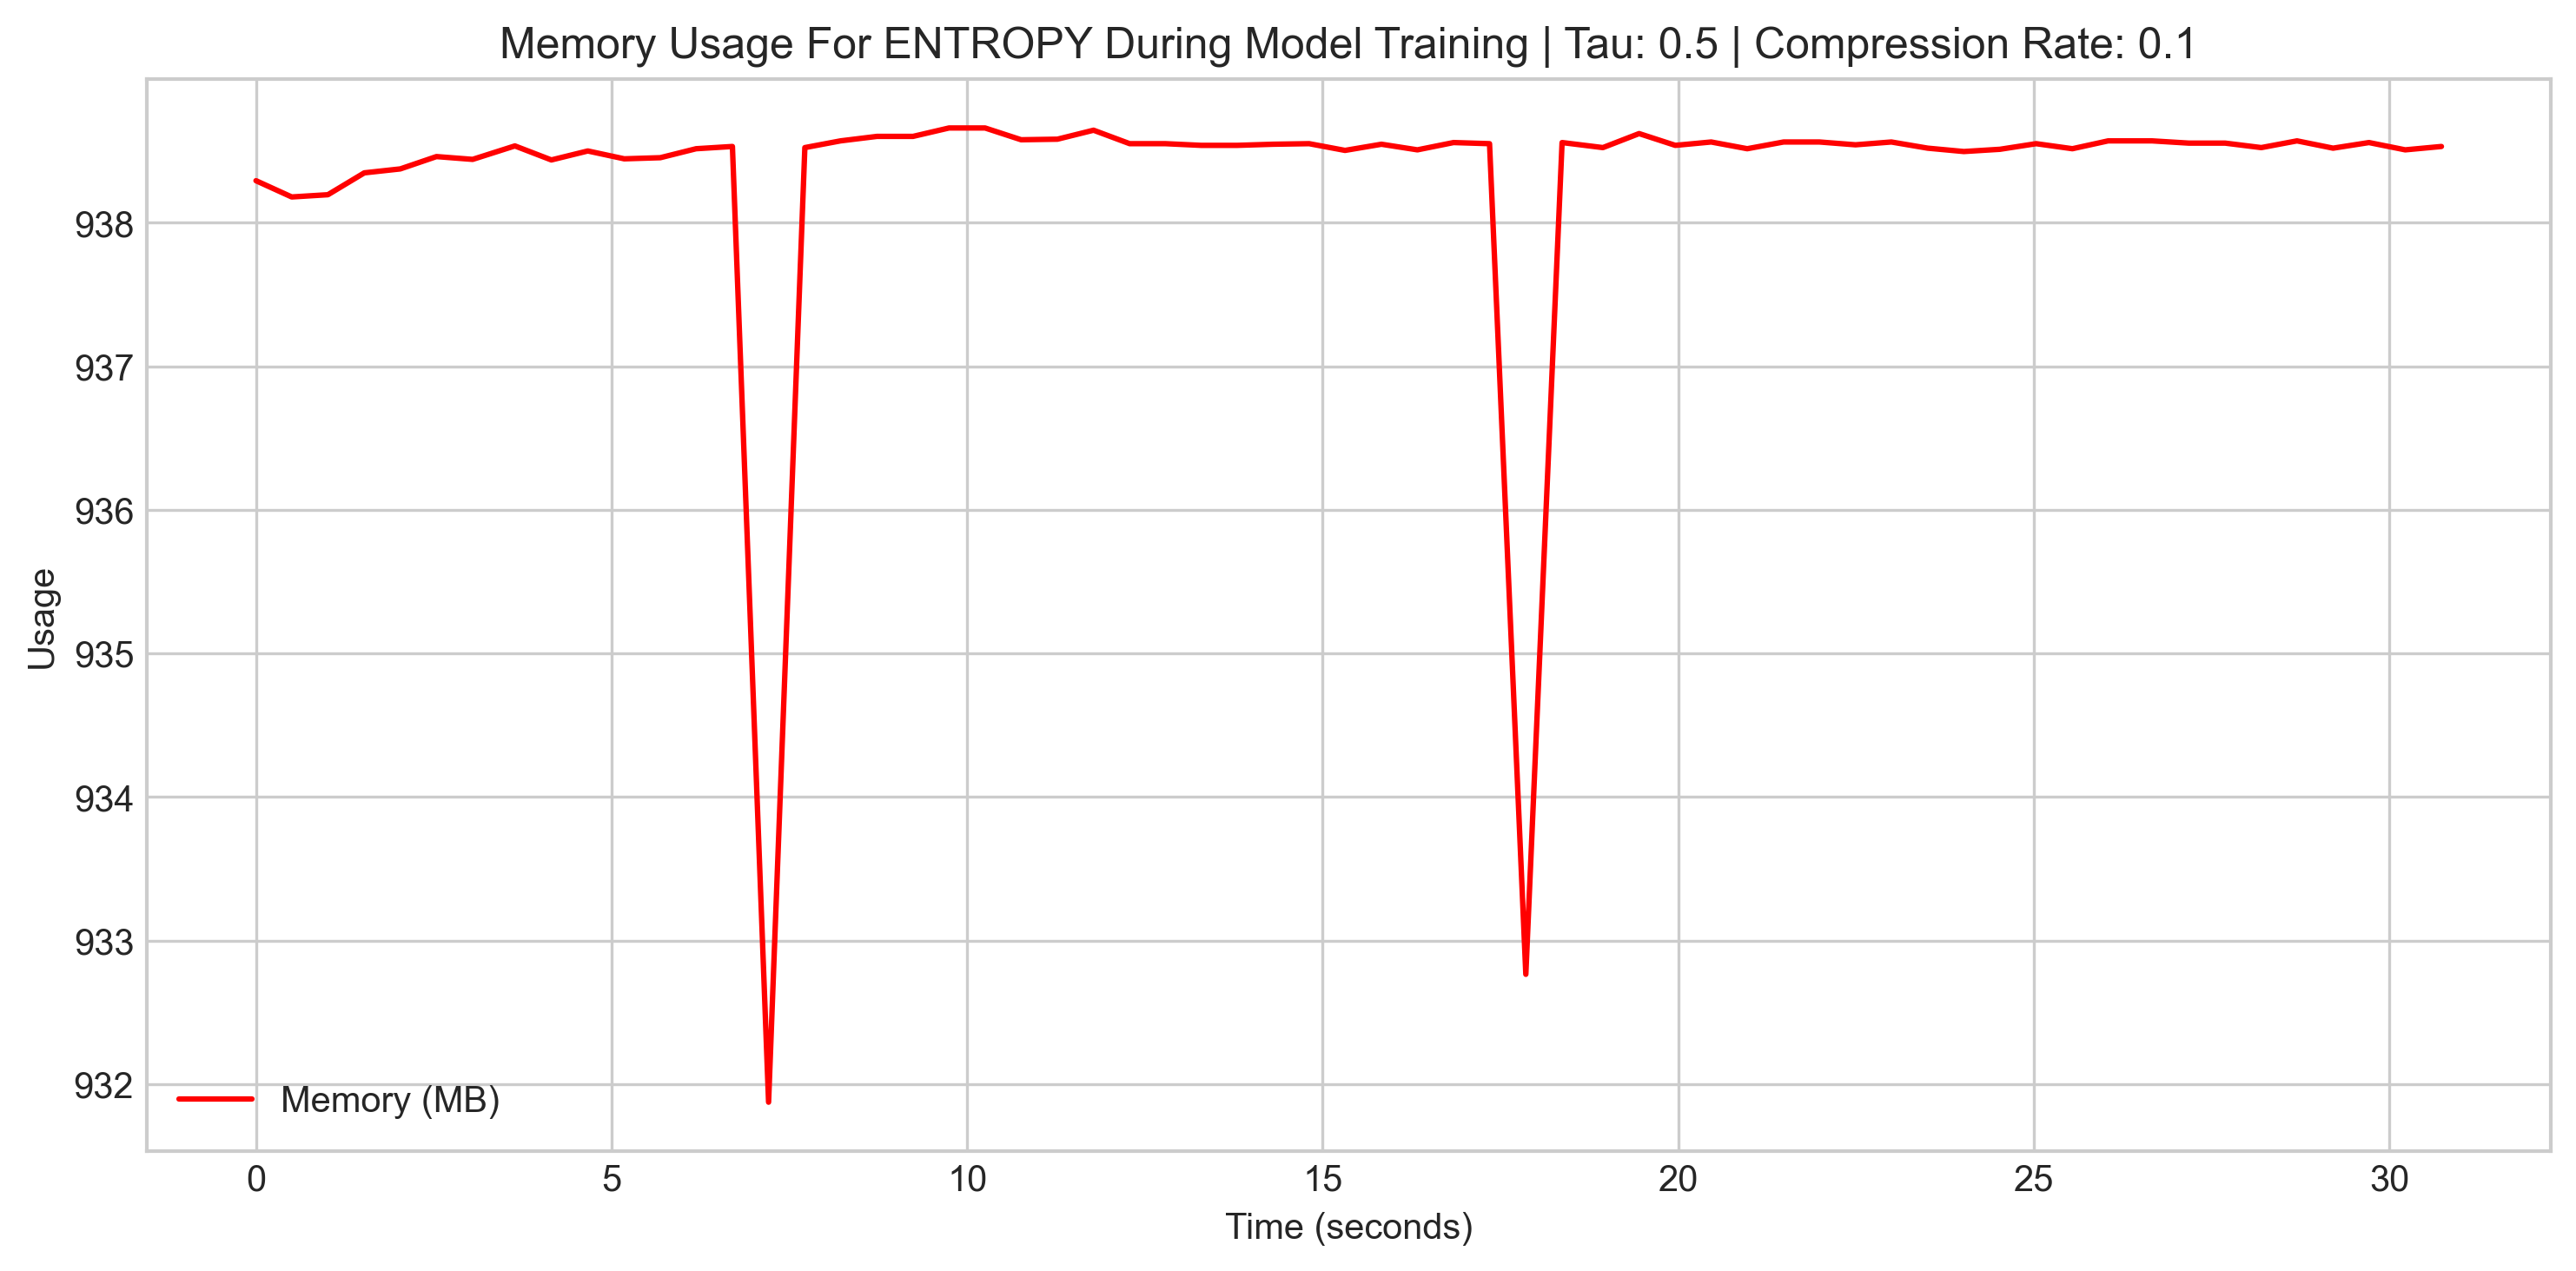 Memory Usage For ENTROPY During Model Training | Tau: 0.5 | Compression Rate: 0.1
938
937
936
935
934
933
932
Usage
Memory (MB)
0 5 10 15 20 25 30
Time (seconds)